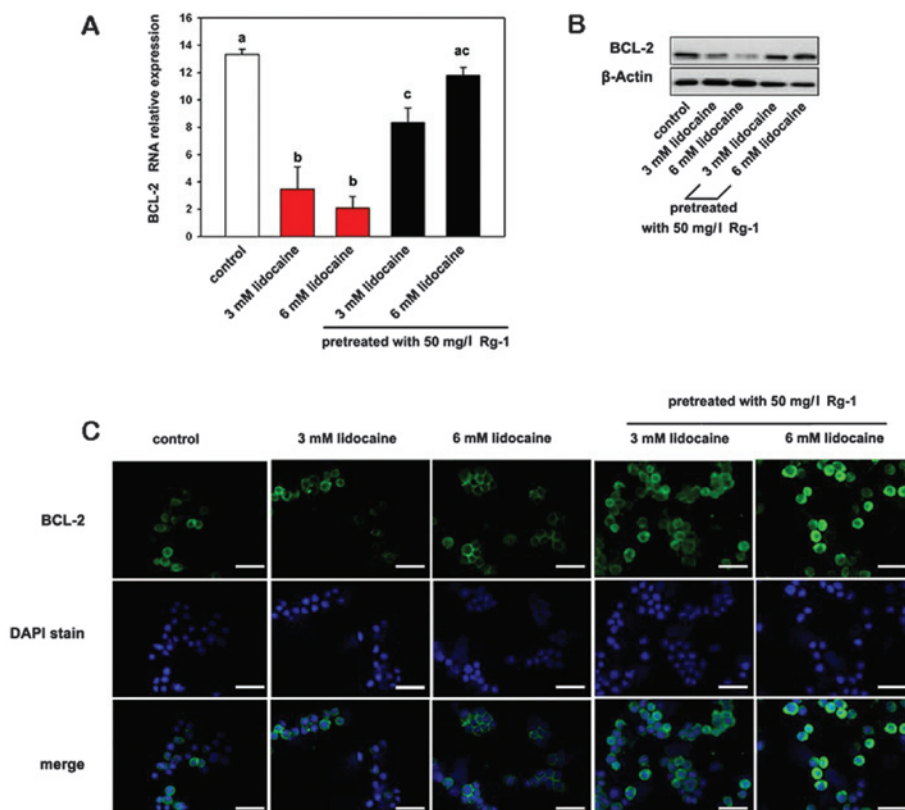 A
BCL-2 RNA relative expression
16
14
12
10
8
6
4
2
0
a
b
b
c
ac
control
3 mM lidocaine
6 mM lidocaine
3 mM lidocaine
6 mM lidocaine
pretreated with 50 mg/l Rg-1
B
BCL-2
β-Actin
control
3 mM lidocaine
6 mM lidocaine
3 mM lidocaine
6 mM lidocaine
pretreated
with 50 mg/l Rg-1
C
pretreated with 50 mg/l Rg-1
control
3 mM lidocaine
6 mM lidocaine
3 mM lidocaine
6 mM lidocaine
BCL-2
DAPI stain
merge